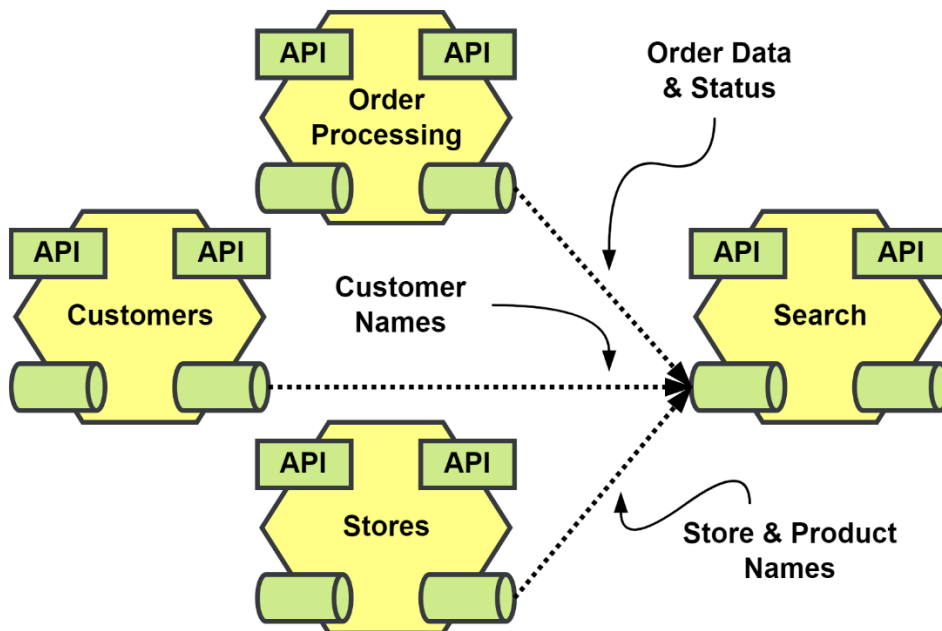 API API
Order
Processing
Order Data
& Status
API API
Customers
Customer
Names
API API
Search
API API
Stores
Store & Product
Names